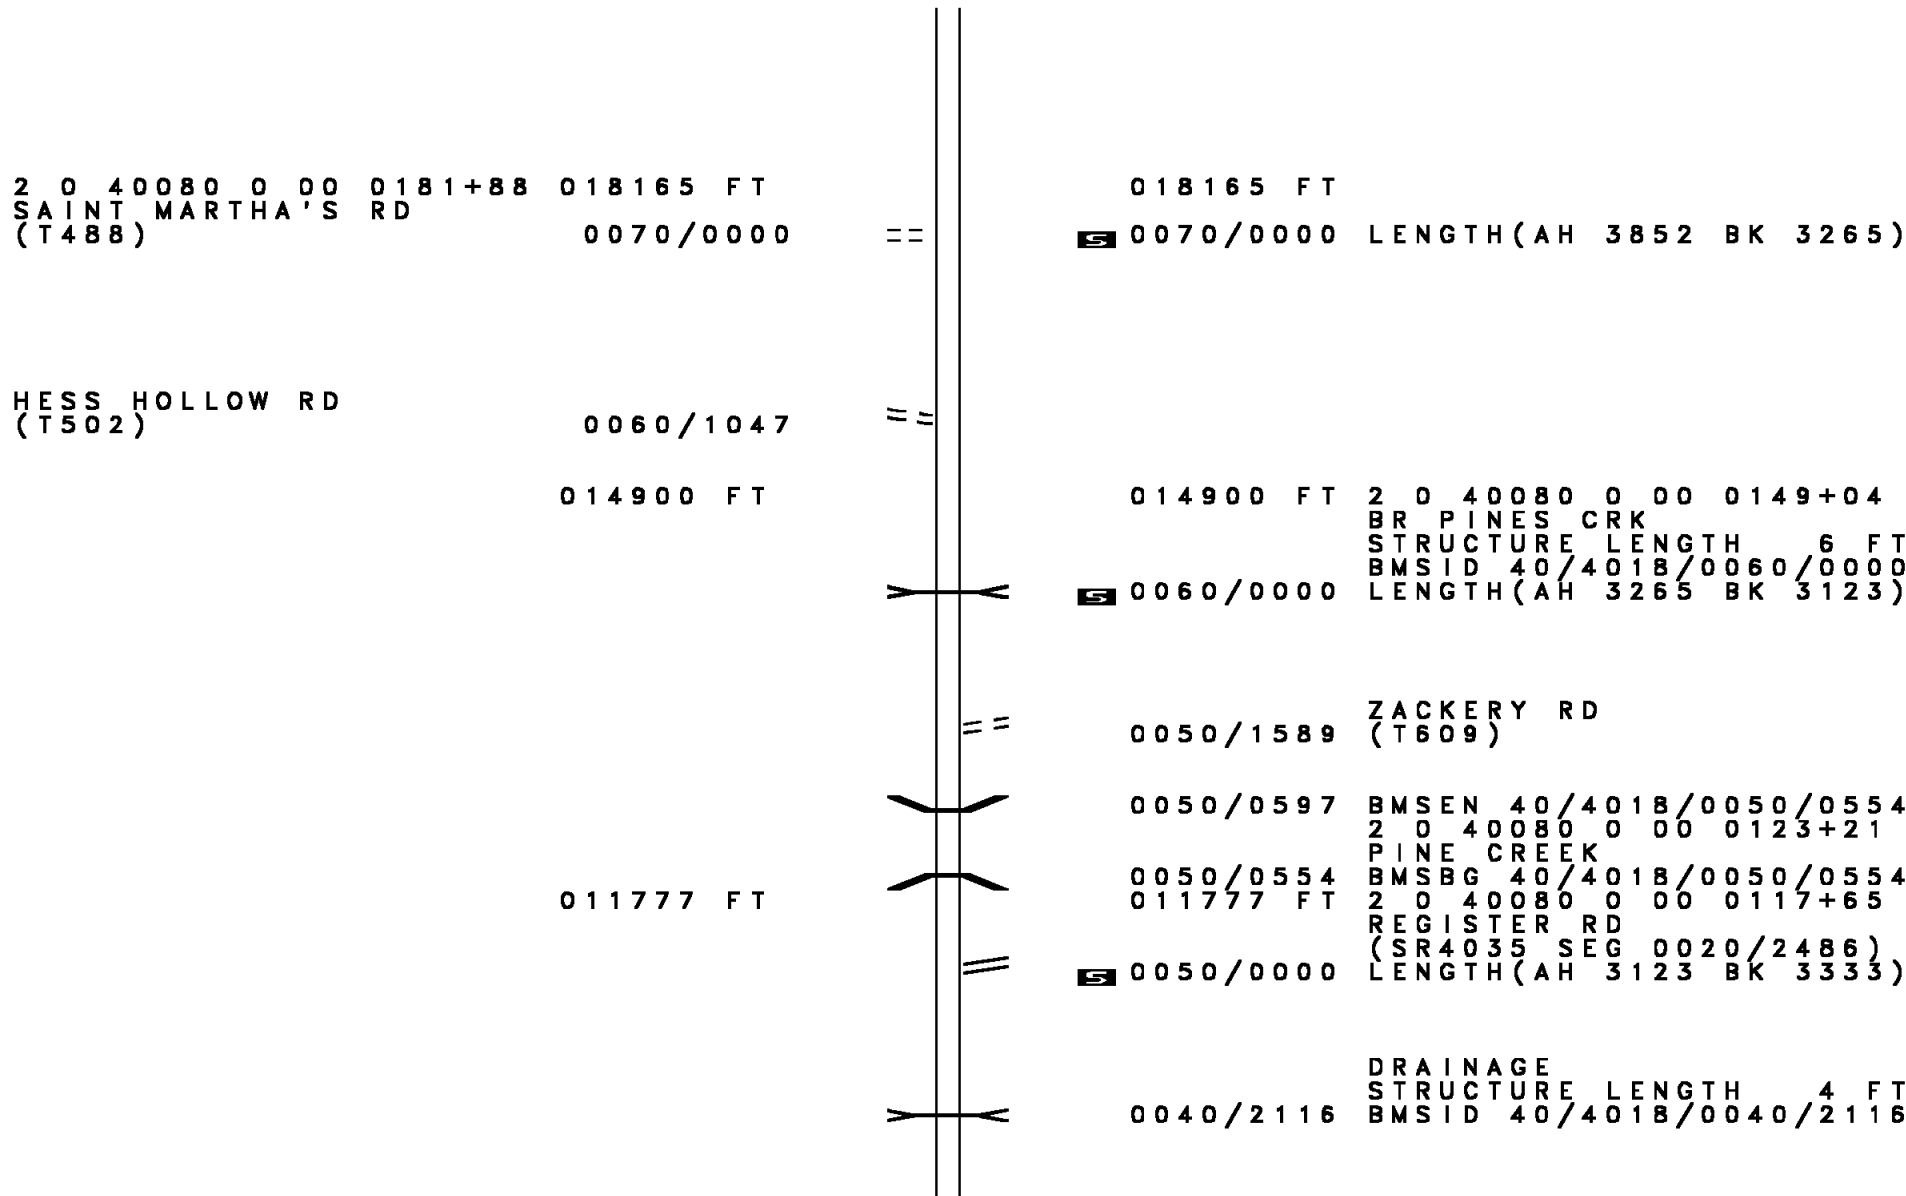 2 0 40080 0 00 0181+88 018165 FT 018165 FT
SAINT MARTHA'S RD
(T488) 0070/0000 S 0070/0000 LENGTH(AH 3852 BK 3265)
HESS HOLLOW RD
(T502) 0060/1047
014900 FT 014900 FT 2 0 40080 0 00 0149+04
BR PINES CRK
STRUCTURE LENGTH 6 FT
BMSID 40/4018/0060/0000
S 0060/0000 LENGTH(AH 3265 BK 3123)
ZACKERY RD
0050/1589 (T609)
0050/0597 BMSEN 40/4018/0050/0554
2 0 40080 0 00 0123+21
PINE CREEK
0050/0554 BMSBG 40/4018/0050/0554
011777 FT 011777 FT 2 0 40080 0 00 0117+65
REGISTER RD
(SR4035 SEG 0020/2486)
S 0050/0000 LENGTH(AH 3123 BK 3333)
DRAINAGE
STRUCTURE LENGTH 4 FT
0040/2116 BMSID 40/4018/0040/2116